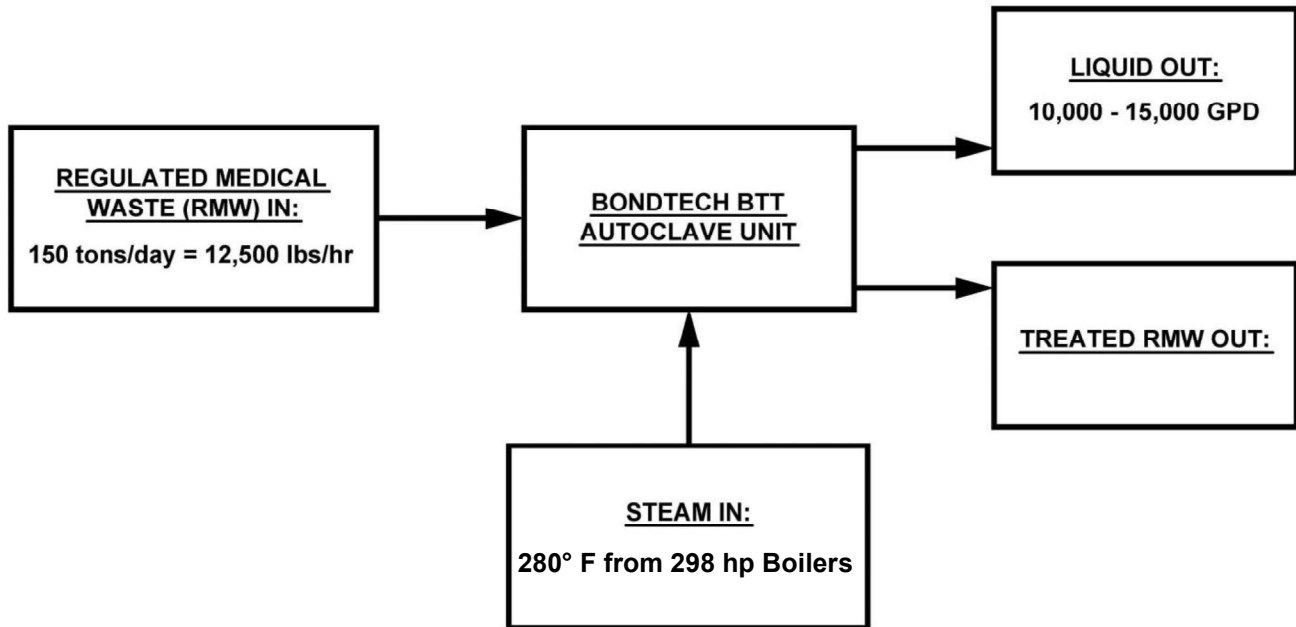 LIQUID OUT:
10,000 - 15,000 GPD
REGULATED MEDICAL
WASTE (RMW) IN:
150 tons/day = 12,500 lbs/hr
BONDTECH BTT
AUTOCLAVE UNIT
TREATED RMW OUT:
STEAM IN:
280° F from 298 hp Boilers